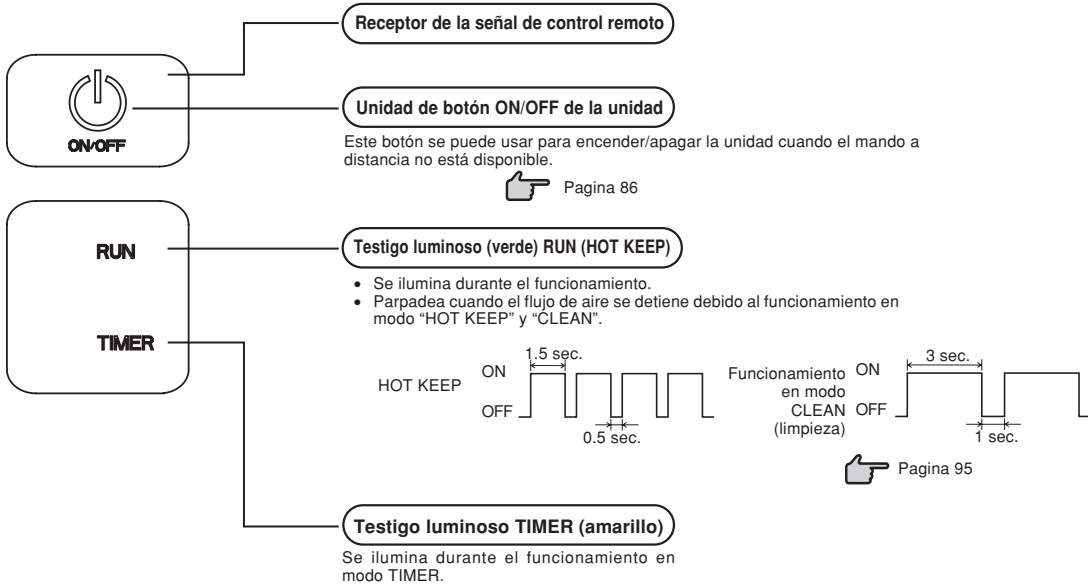 Receptor de la señal de control remoto
ON/OFF
Unidad de botón ON/OFF de la unidad
Este botón se puede usar para encender/apagar la unidad cuando el mando a
distancia no está disponible.
Pagina 86
RUN
TIMER
Testigo luminoso (verde) RUN (HOT KEEP)
• Se ilumina durante el funcionamiento.
• Parpadea cuando el flujo de aire se detiene debido al funcionamiento en
modo “HOT KEEP” y “CLEAN”.
HOT KEEP
ON
OFF
1.5 sec.
0.5 sec.
Funcionamiento
en modo
CLEAN
(limpieza)
ON
OFF
3 sec.
1 sec.
Pagina 95
Testigo luminoso TIMER (amarillo)
Se ilumina durante el funcionamiento en
modo TIMER.